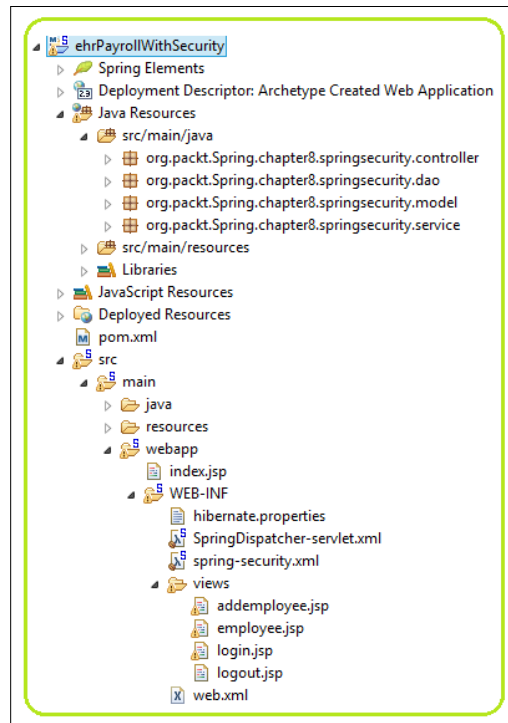 ehrPayrollWithSecurity
Spring Elements
Deployment Descriptor: Archetype Created Web Application
Java Resources
src/main/java
org.packt.Spring.chapter8.springsecurity.controller
org.packt.Spring.chapter8.springsecurity.dao
org.packt.Spring.chapter8.springsecurity.model
org.packt.Spring.chapter8.springsecurity.service
src/main/resources
Libraries
JavaScript Resources
Deployed Resources
pom.xml
src
main
java
resources
webapp
index.jsp
WEB-INF
hibernate.properties
SpringDispatcher-servlet.xml
spring-security.xml
views
addemployee.jsp
employee.jsp
login.jsp
logout.jsp
web.xml